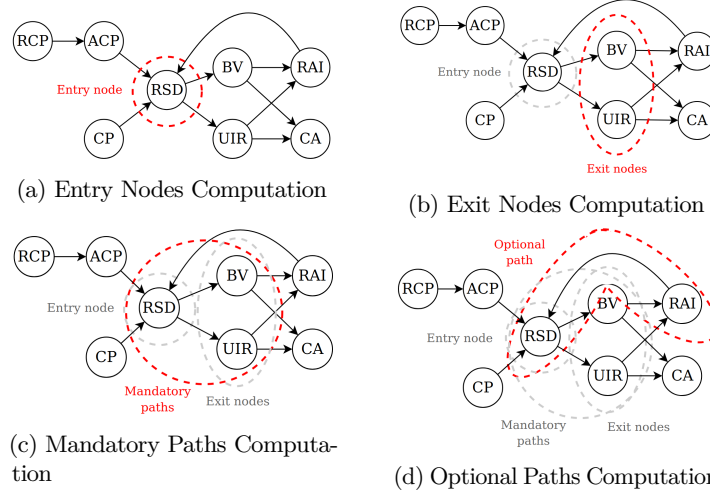 RCP
ACP
BV
RAI
Entry node
RSD
CP
UIR
CA
(a) Entry Nodes Computation
RCP
ACP
BV
RAI
Entry node
RSD
CP
UIR
CA
Exit nodes
(b) Exit Nodes Computation
RCP
ACP
BV
RAI
Entry node
RSD
CP
UIR
CA
Mandatory
paths
Exit nodes
(c) Mandatory Paths Computa-
tion
Optional
path
RCP
ACP
BV
RAI
Entry node
RSD
CP
UIR
CA
Mandatory
paths
Exit nodes
(d) Optional Paths Computation